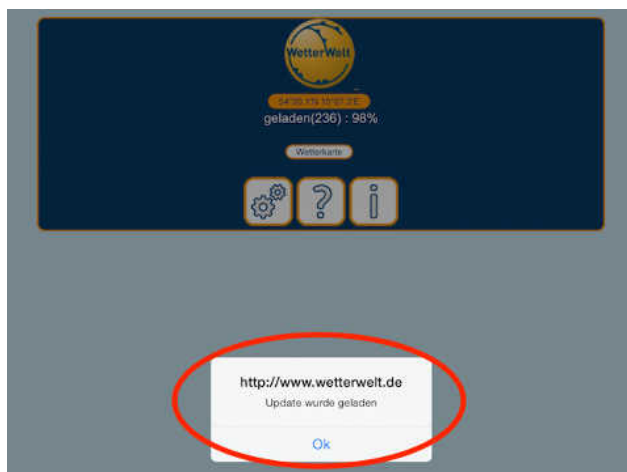 WetterWelt
geladen(236) : 98%
Wetterkarte
?
i
http://www.wetterwelt.de
Update wurde geladen
Ok